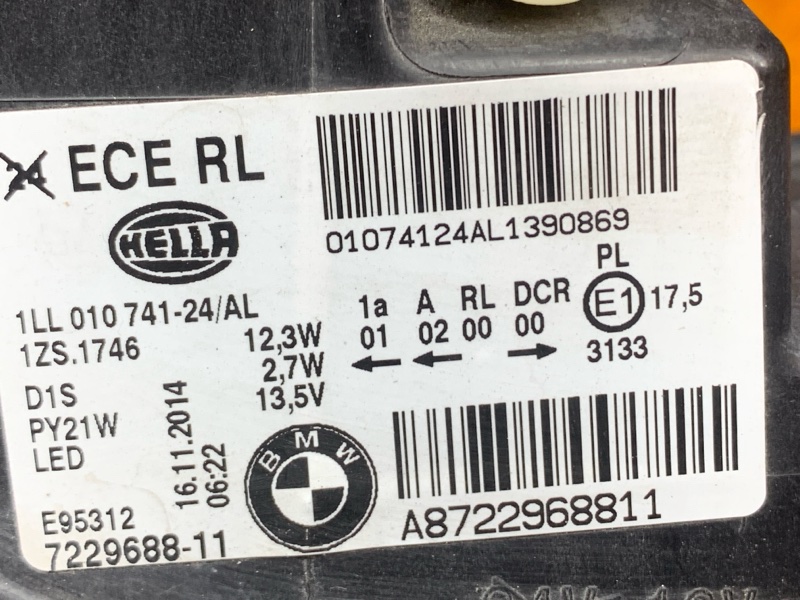 24 ECE RL
HELLA
01074124AL1390869
1LL 010 741-24/AL
1ZS.1746
12,3W
2,7W
13,5V
D1S
PY21W
LED
16.11.2014
06:22
1a A RL DCR
01 02 00 00
PL
E1 17,5
3133
BMW
E95312
7229688-11
A8722968811